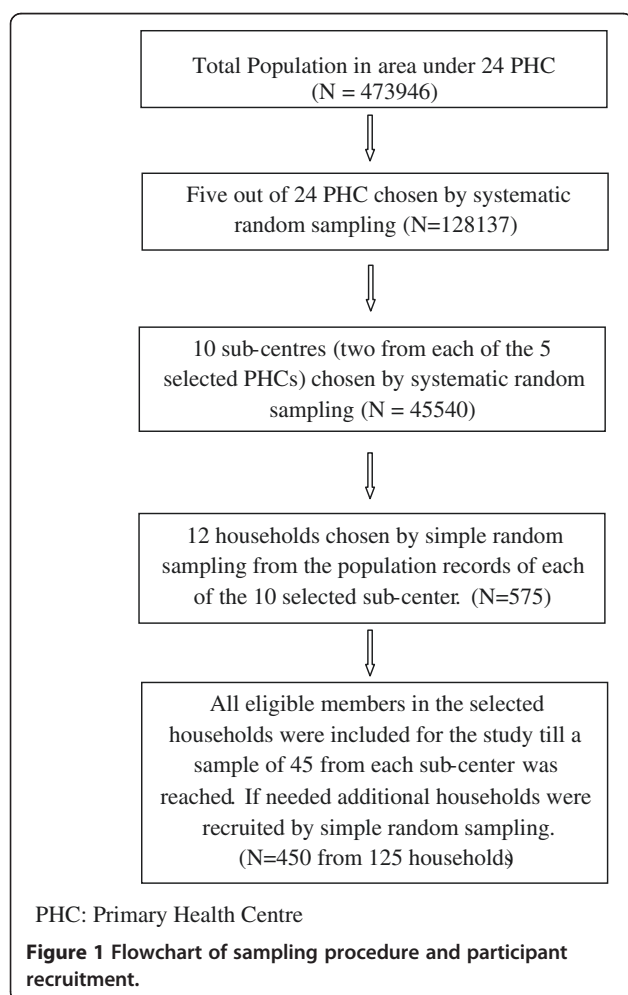 Total Population in area under 24 PHC
(N = 473946)
Five out of 24 PHC chosen by systematic
random sampling (N=128137)
10 sub-centres (two from each of the 5
selected PHCs) chosen by systematic random
sampling (N = 45540)
12 households chosen by simple random
sampling from the population records of each
of the 10 selected sub-center. (N=575)
All eligible members in the selected
households were included for the study till a
sample of 45 from each sub-center was
reached. If needed additional households were
recruited by simple random sampling.
(N=450 from 125 households)
PHC: Primary Health Centre
Figure 1 Flowchart of sampling procedure and participant
recruitment.